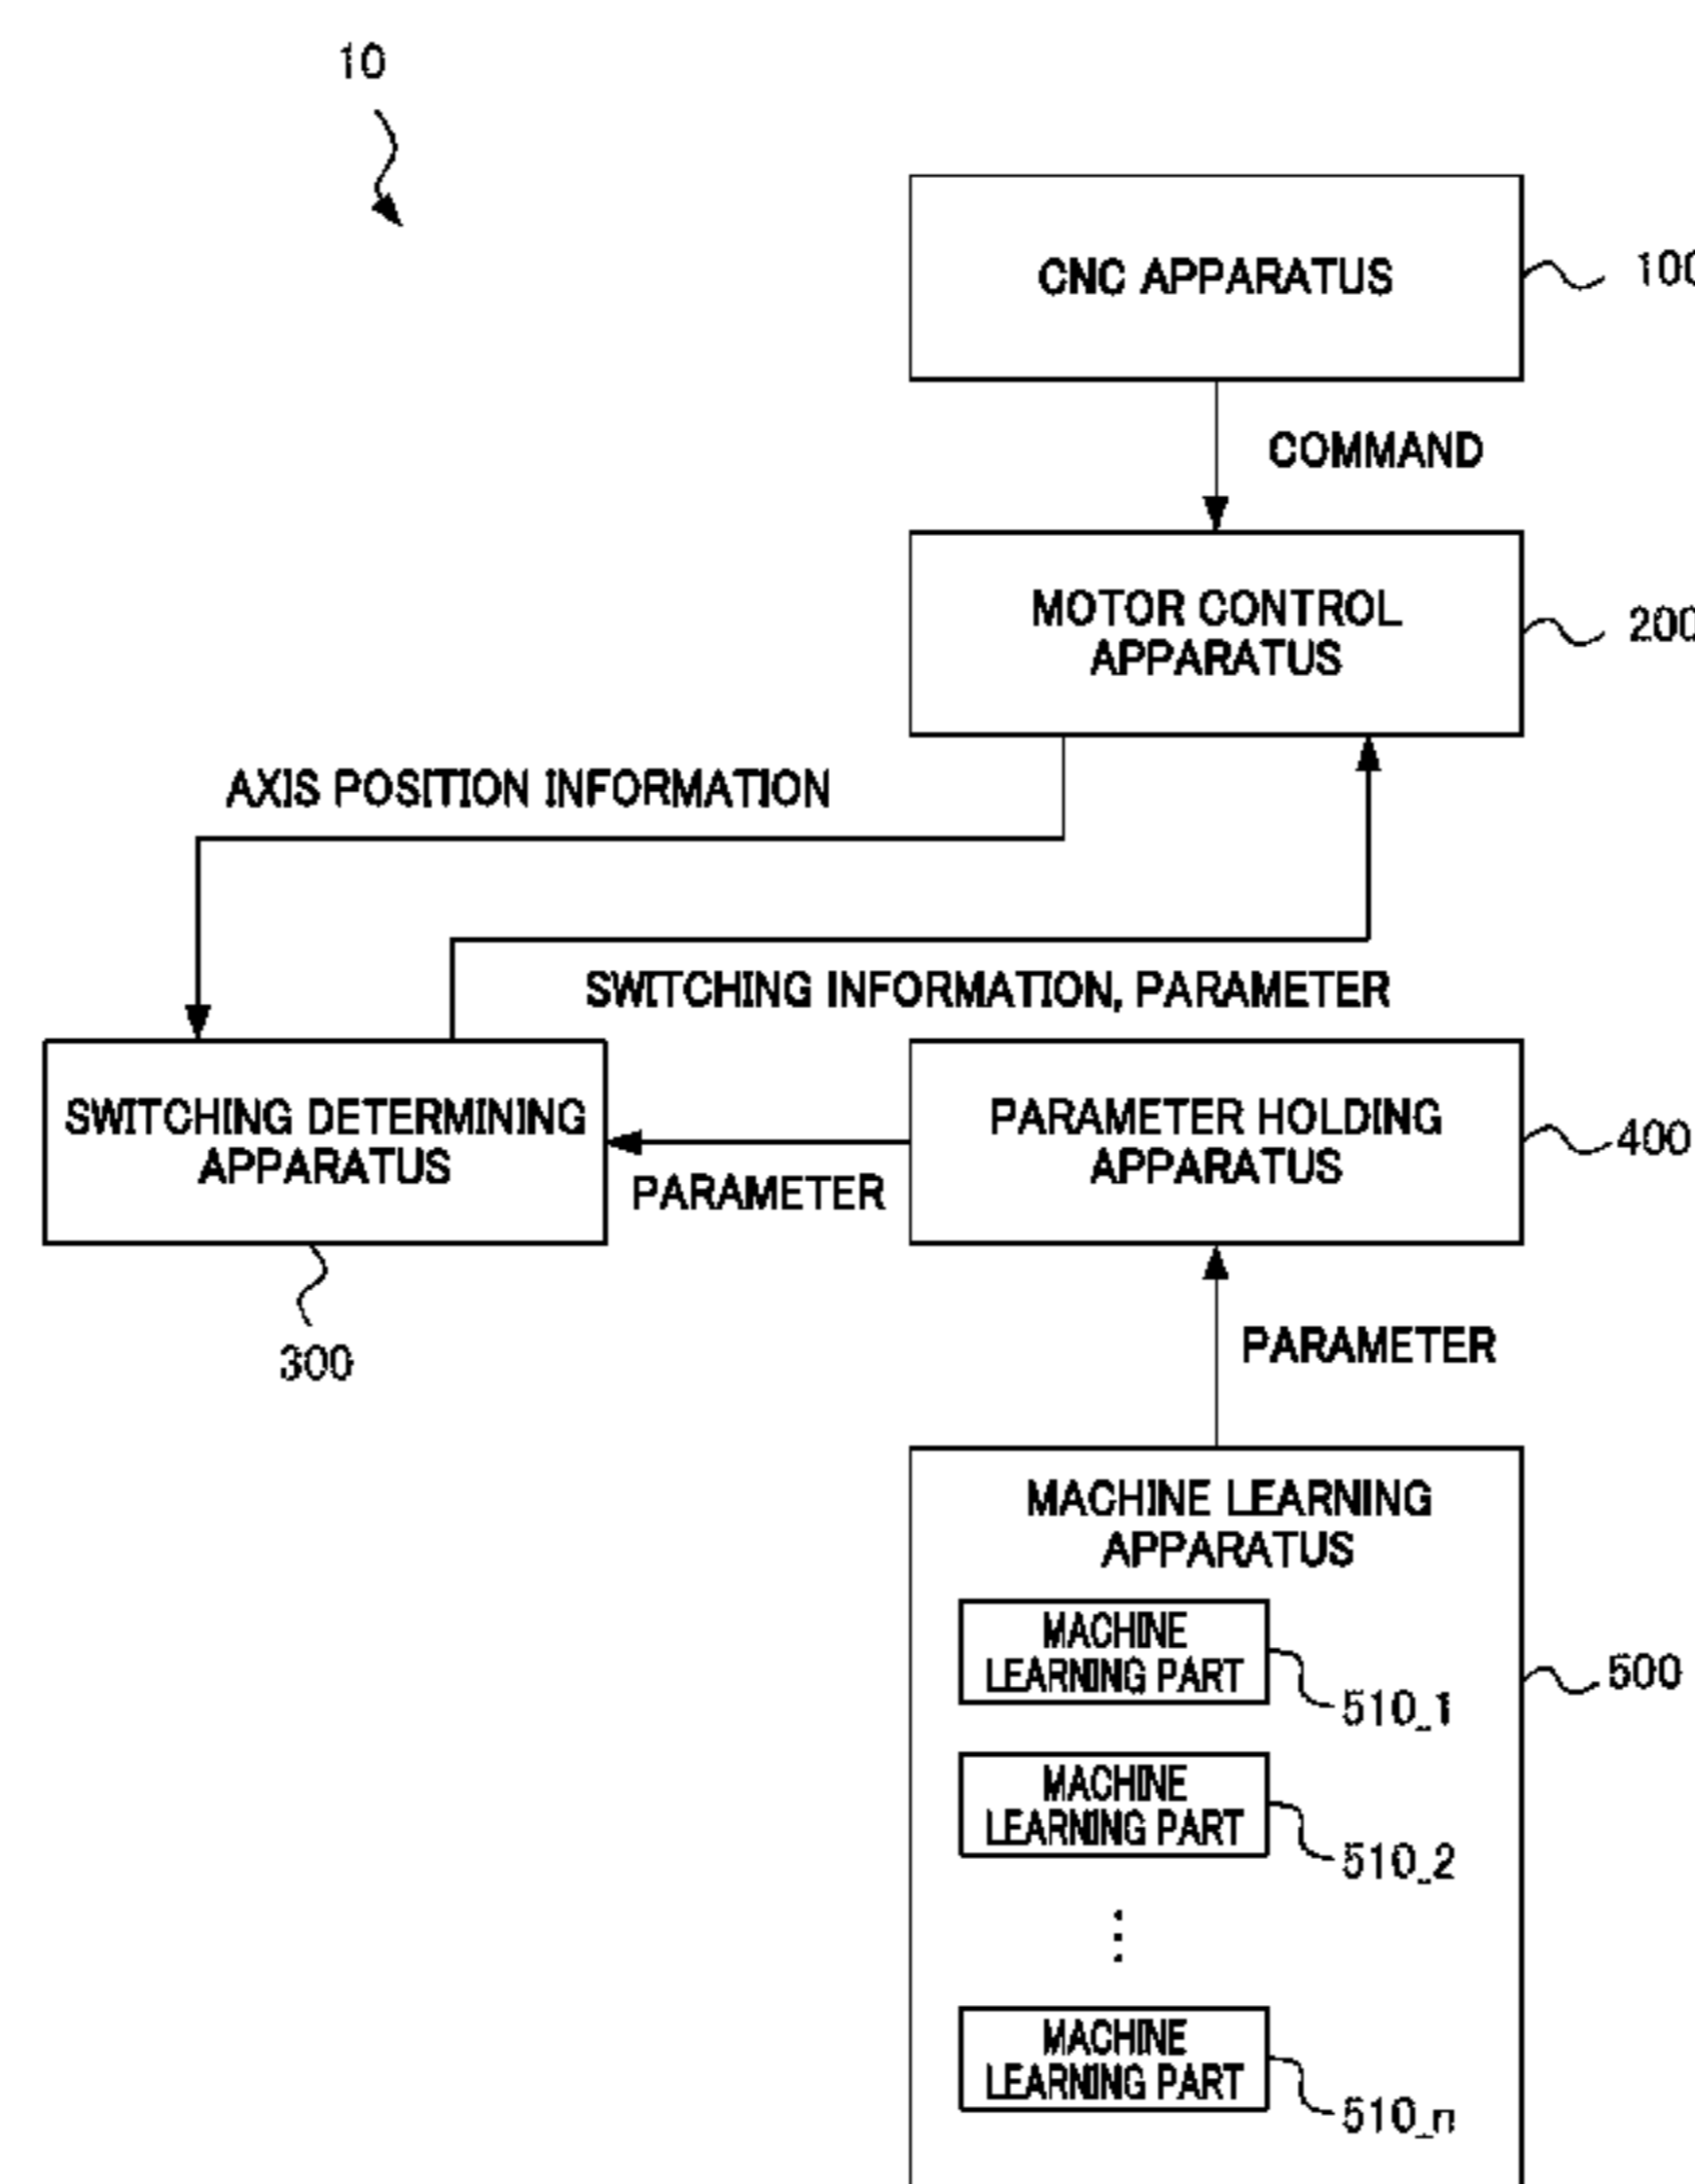 10
CNC APPARATUS
100
COMMAND
MOTOR CONTROL
APPARATUS
200
AXIS POSITION INFORMATION
SWITCHING INFORMATION, PARAMETER
SWITCHING DETERMINING
APPARATUS
300
PARAMETER
PARAMETER HOLDING
APPARATUS
400
PARAMETER
MACHINE LEARNING
APPARATUS
500
MACHINE
LEARNING PART
510_1
MACHINE
LEARNING PART
510_2
⋮
MACHINE
LEARNING PART
510_n